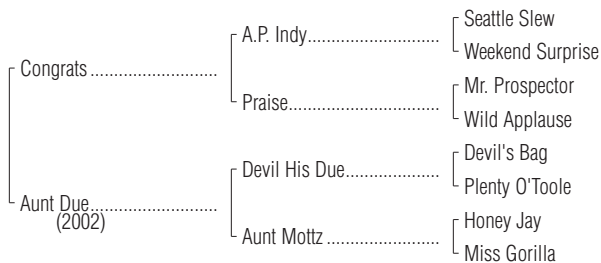 Seattle Slew
A.P. Indy
Weekend Surprise
Congrats
Mr. Prospector
Praise
Wild Applause
Devil's Bag
Devil His Due
Plenty O'Toole
Aunt Due
(2002)
Honey Jay
Aunt Mottz
Miss Gorilla